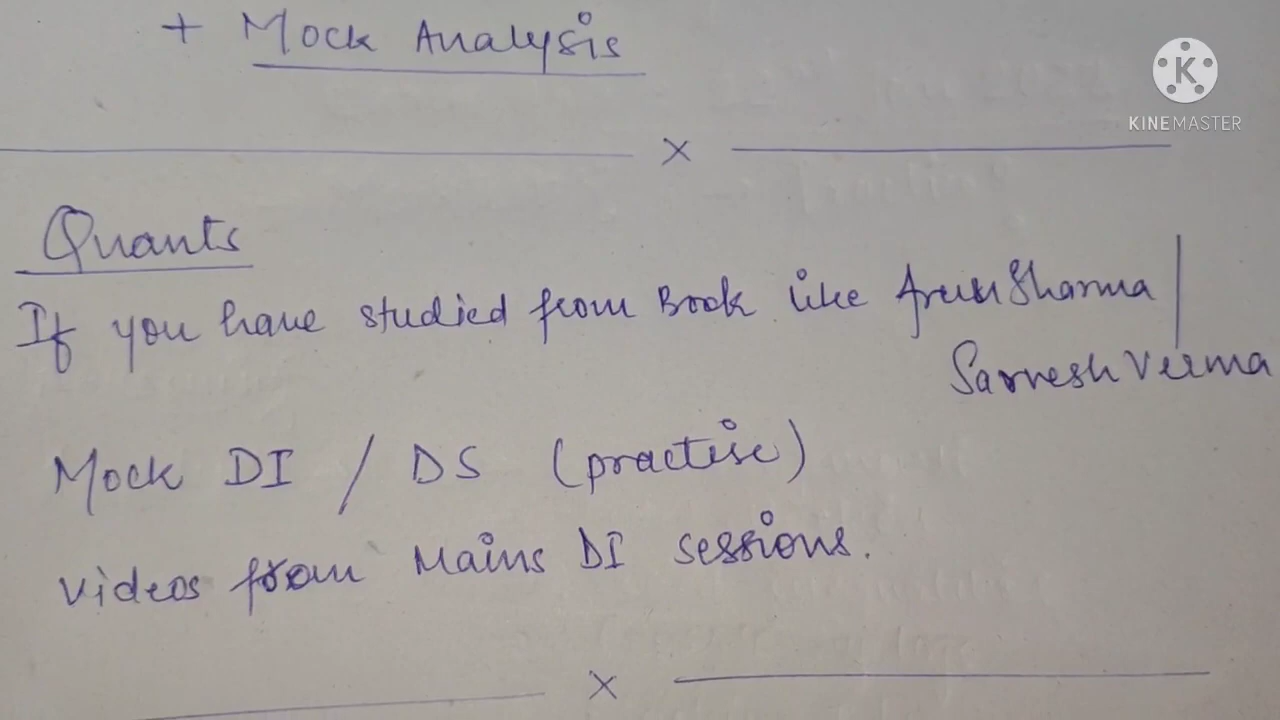 + Mock Analysis
K
KINEMASTER
x
Quants
If you have studied from Book like Arun Sharma |
Sarvesh Verma
Mock DI / DS (practise)
Videos from Mains DI sessions.
x